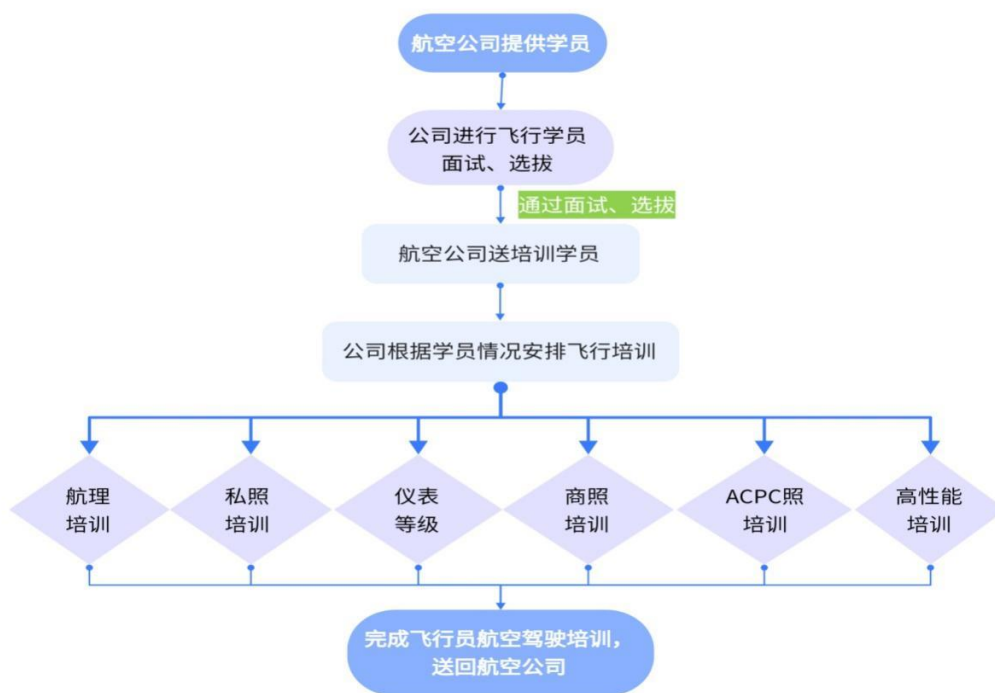 航空公司提供学员
公司进行飞行学员
面试、选拔
通过面试、选拔
航空公司送培训学员
公司根据学员情况安排飞行培训
航理
培训
私照
培训
仪表
等级
商照
培训
ACPC照
培训
高性能
培训
完成飞行员航空驾驶培训，
送回航空公司